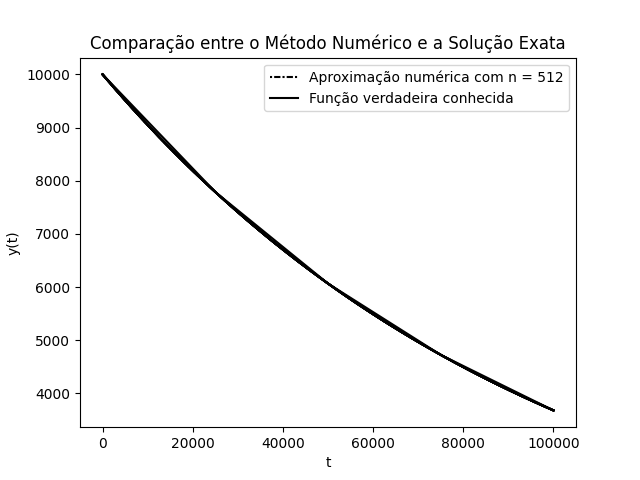 Comparação entre o Método Numérico e a Solução Exata
Aproximação numérica com n = 512
Função verdadeira conhecida
10000
9000
8000
7000
6000
5000
4000
y(t)
0
20000
40000
60000
80000
100000
t